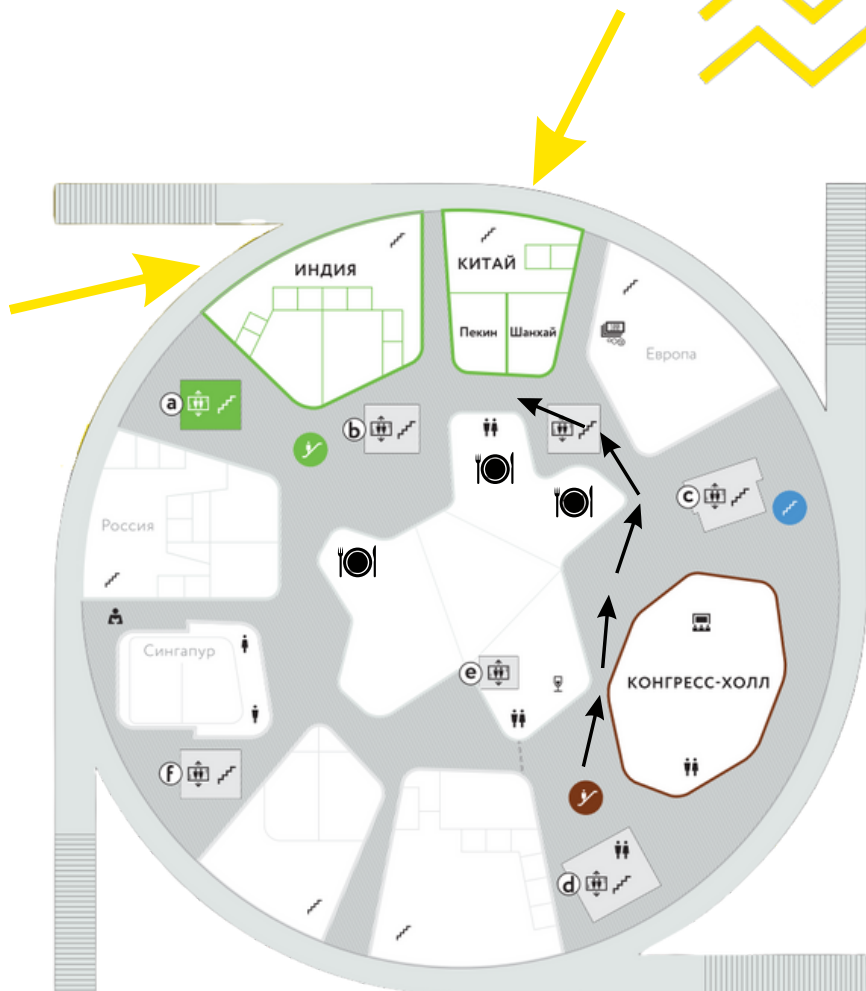 ИНДИЯ
КИТАЙ
Пекин
Шанхай
Европа
a
b
c
Россия
Сингапур
e
КОНГРЕСС-ХОЛЛ
f
d